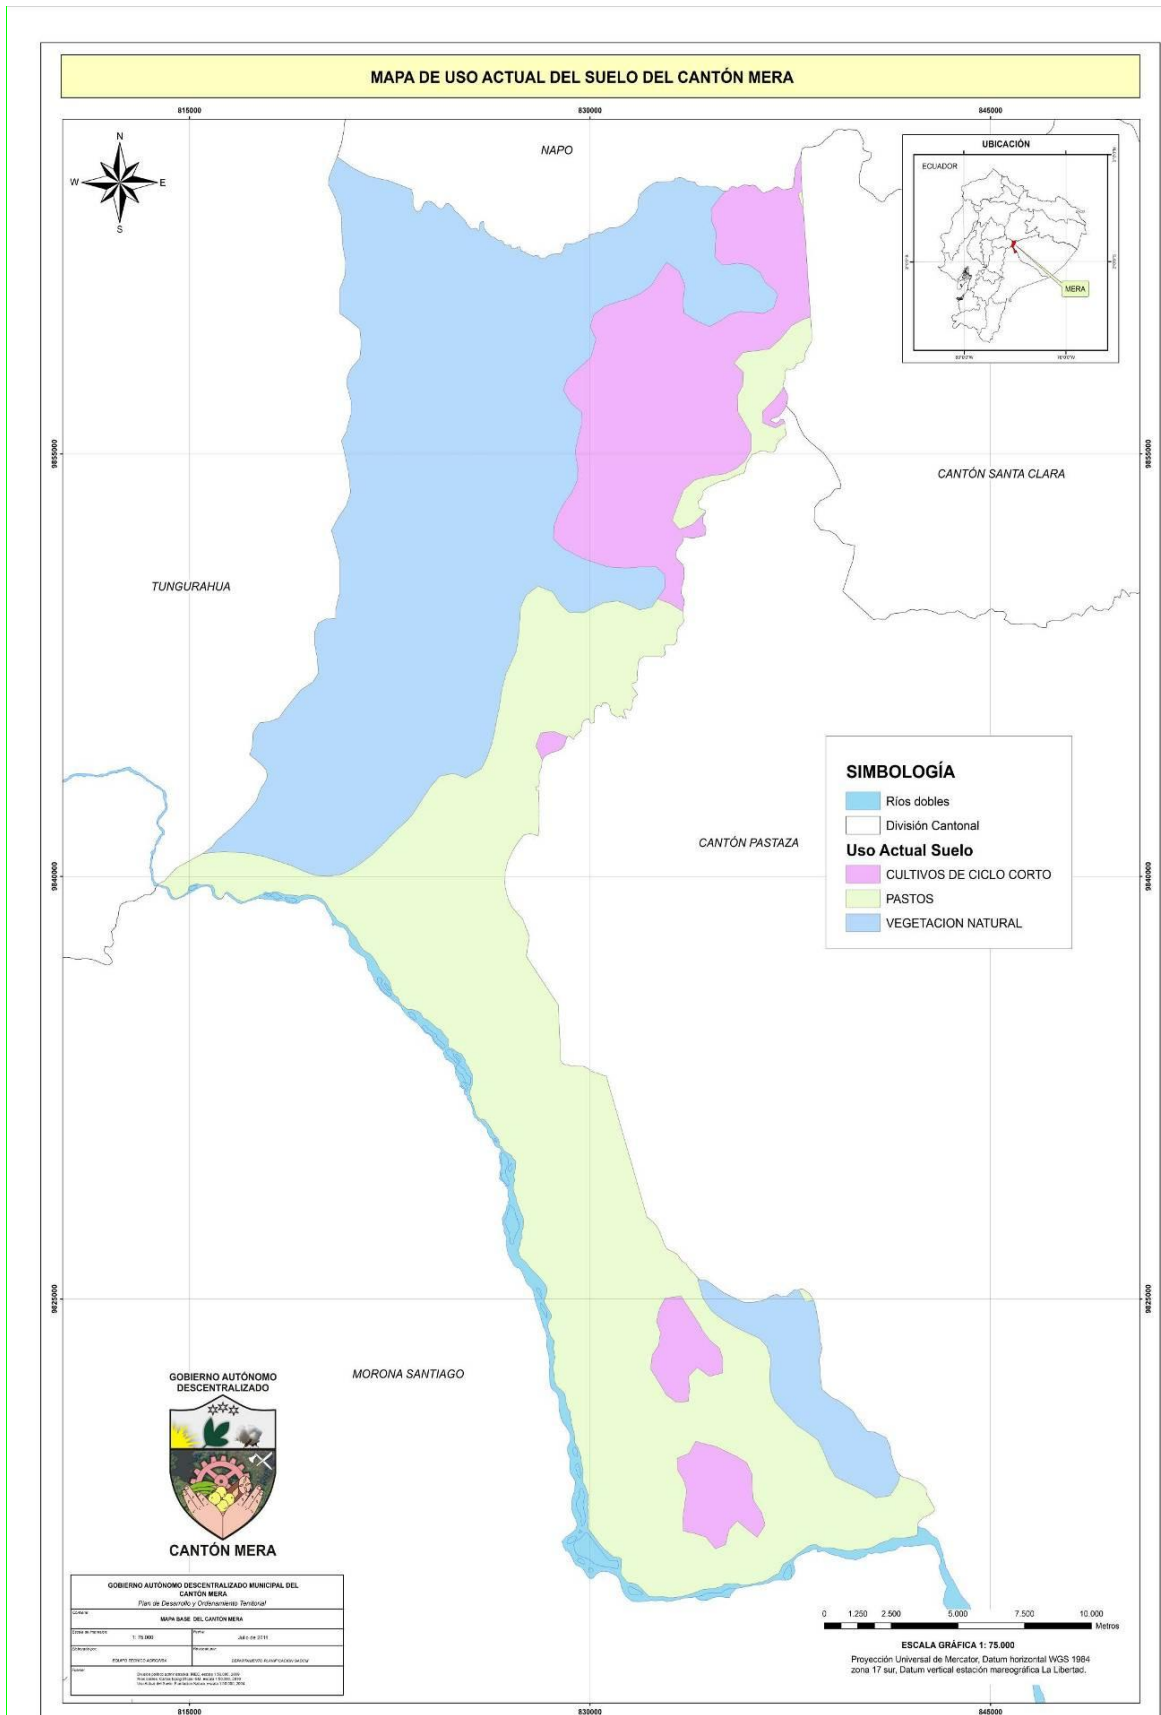 MAPA DE USO ACTUAL DEL SUELO DEL CANTÓN MERA
815000
830000
845000
N
W
E
S
NAPO
UBICACIÓN
ECUADOR
MERA
9855000
9855000
CANTÓN SANTA CLARA
TUNGURAHUA
SIMBOLOGÍA
Ríos dobles
División Cantonal
Uso Actual Suelo
CULTIVOS DE CICLO CORTO
PASTOS
VEGETACION NATURAL
CANTÓN PASTAZA
9840000
9840000
9825000
9825000
MORONA SANTIAGO
GOBIERNO AUTÓNOMO
DESCENTRALIZADO
CANTÓN MERA
GOBIERNO AUTÓNOMO DESCENTRALIZADO MUNICIPAL DEL
CANTÓN MERA
Plan de Desarrollo y Ordenamiento Territorial
MAPA BASE DEL CANTÓN MERA
1: 75.000
Julio de 2011
0 1.250 2.500 5.000 7.500 10.000
Metros
ESCALA GRÁFICA 1: 75.000
Proyección Universal de Mercator, Datum horizontal WGS 1984
zona 17 sur, Datum vertical estación mareográfica La Libertad.
815000
830000
845000